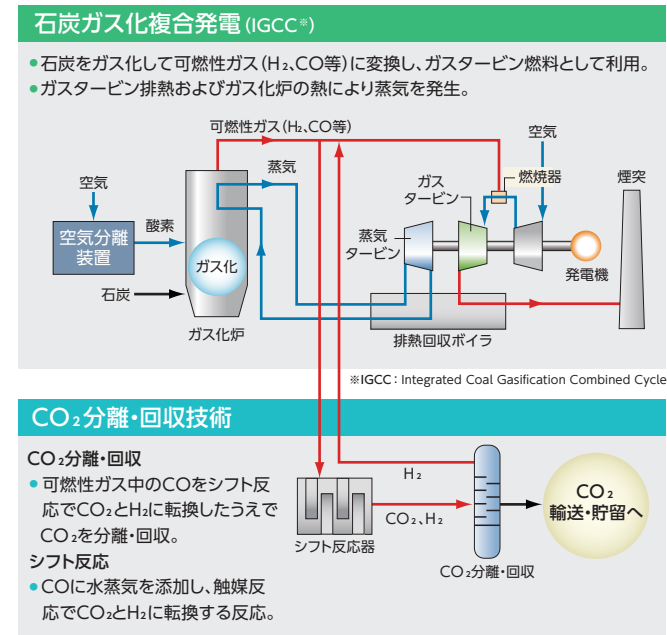 石炭ガス化複合発電(IGCC※)
●石炭をガス化して可燃性ガス(H₂、CO等)に変換し、ガスタービン燃料として利用。
●ガスタービン排熱およびガス化炉の熱により蒸気を発生。
可燃性ガス(H₂、CO等)
空気
蒸気
ガス
タービン
燃焼器
煙突
空気
酸素
空気分離
装置
蒸気
タービン
ガス化
発電機
石炭
ガス化炉
排熱回収ボイラ
※IGCC:Integrated Coal Gasification Combined Cycle
CO₂分離・回収技術
CO₂分離・回収
●可燃性ガス中のCOをシフト反
応でCO₂とH₂に転換したうえで
CO₂を分離・回収。
シフト反応
●COに水蒸気を添加し、触媒反
応でCO₂とH₂に転換する反応。
H₂
CO₂、H₂
シフト反応器
CO₂分離・回収
CO₂
輸送・貯留へ